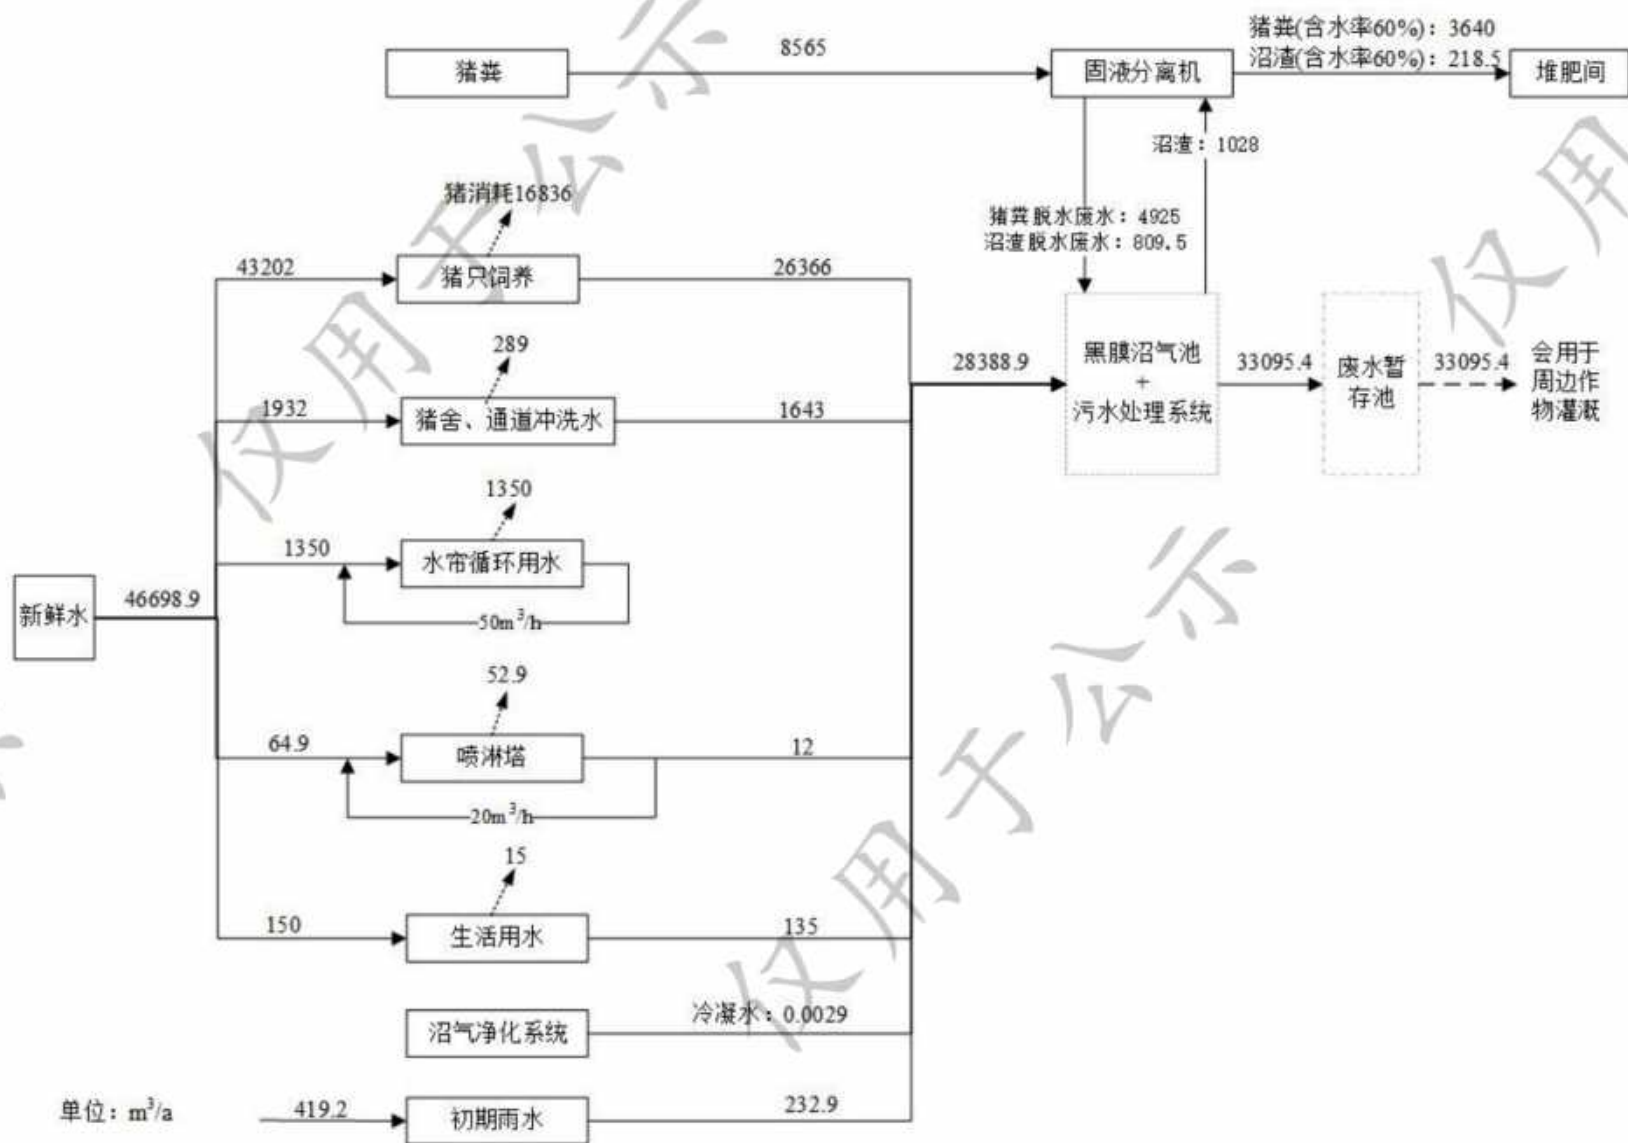 猪粪(含水率60%)：3640
8565
猪粪
固液分离机
沼渣(含水率60%)：218.5
堆肥间
沼渣：1028
猪消耗16836
猪粪脱水废水：4925
沼渣脱水废水：809.5
43202
猪只饲养
26366
289
28388.9
黑膜沼气池
+
污水处理系统
33095.4
废水暂
存池
33095.4
会用于
周边作
物灌溉
1932
猪舍、通道冲洗水
1643
1350
1350
水帘循环用水
50m³/h
新鲜水
46698.9
52.9
64.9
喷淋塔
12
20m³/h
15
150
生活用水
135
沼气净化系统
冷凝水：0.0029
单位：m³/a
419.2
初期雨水
232.9
仅用于公示
仅用于公示
仅用